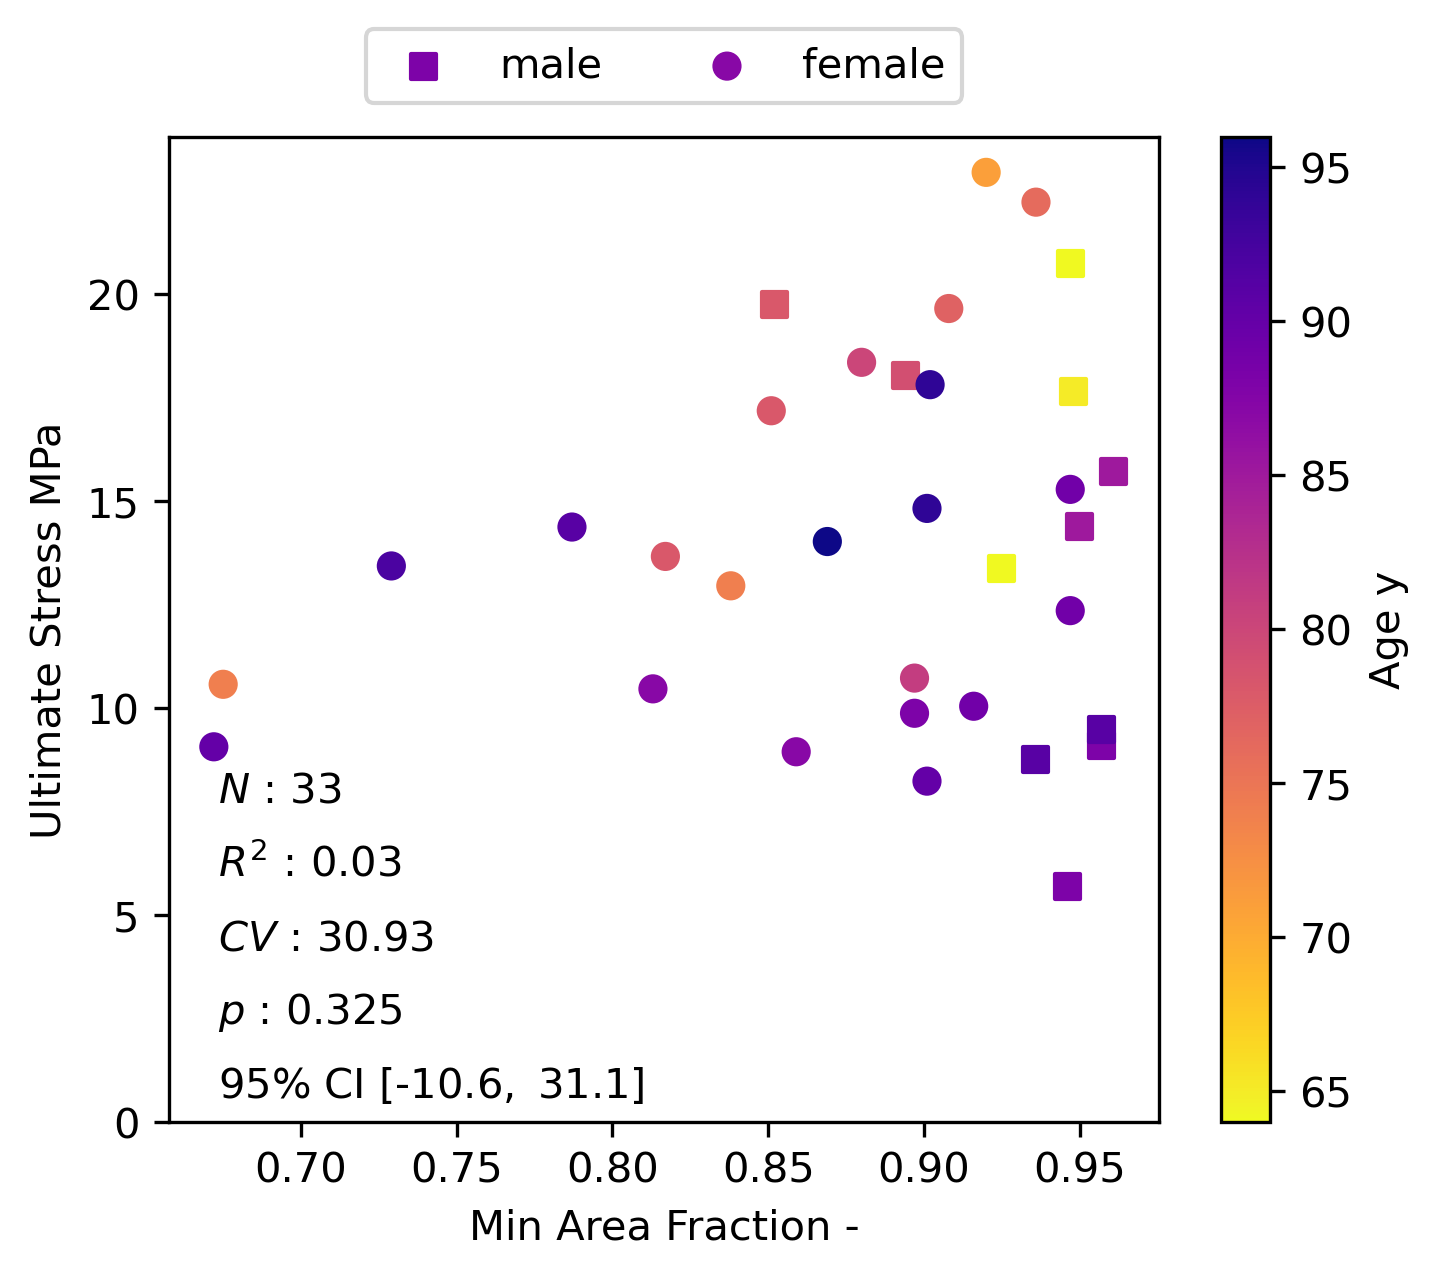 male female
20
15
10
5
0
Ultimate Stress MPa
N : 33
R² : 0.03
CV : 30.93
p : 0.325
95% CI [-10.6, 31.1]
0.70 0.75 0.80 0.85 0.90 0.95
Min Area Fraction -
95
90
85
80
75
70
65
Age y